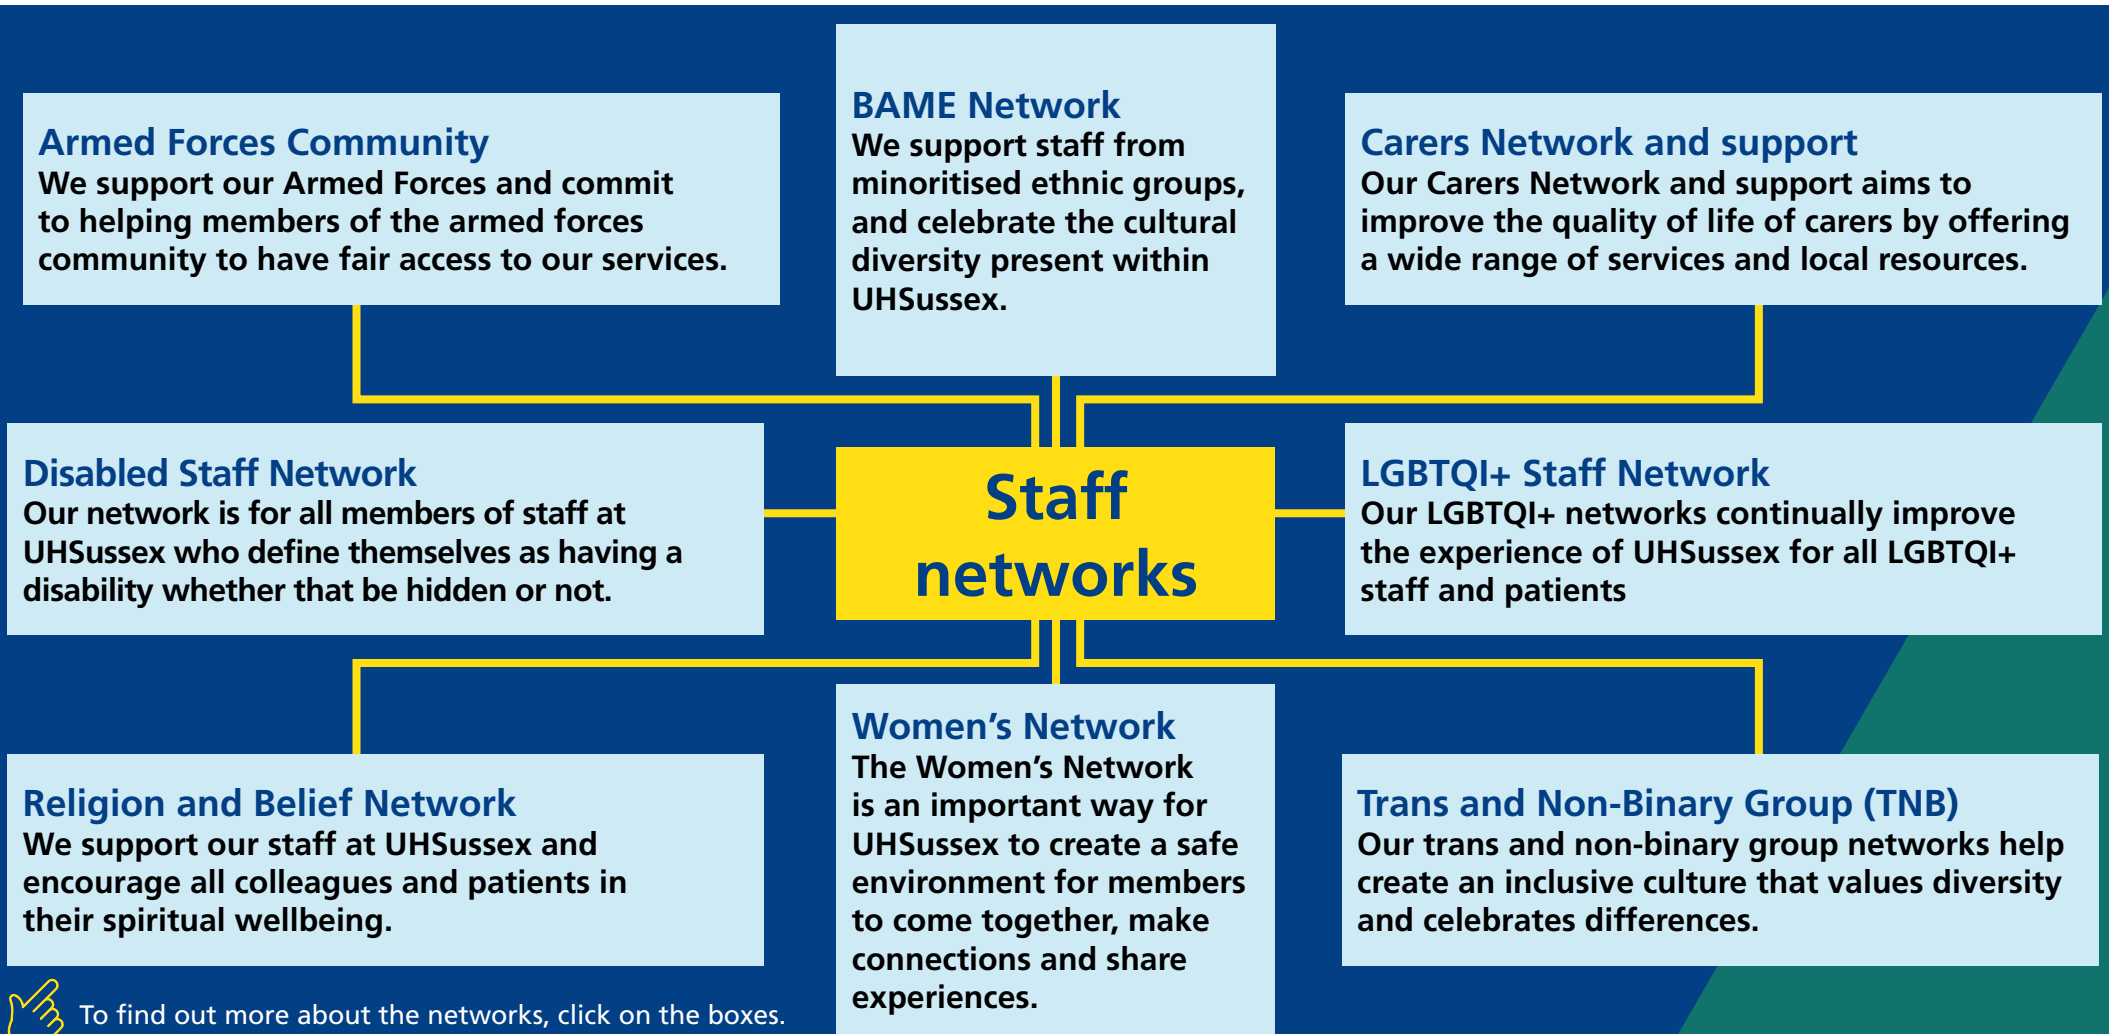 Armed Forces Community
We support our Armed Forces and commit
to helping members of the armed forces
community to have fair access to our services.
BAME Network
We support staff from
minoritised ethnic groups,
and celebrate the cultural
diversity present within
UHSussex.
Carers Network and support
Our Carers Network and support aims to
improve the quality of life of carers by offering
a wide range of services and local resources.
Disabled Staff Network
Our network is for all members of staff at
UHSussex who define themselves as having a
disability whether that be hidden or not.
Staff
networks
LGBTQI+ Staff Network
Our LGBTQI+ networks continually improve
the experience of UHSussex for all LGBTQI+
staff and patients
Religion and Belief Network
We support our staff at UHSussex and
encourage all colleagues and patients in
their spiritual wellbeing.
Women’s Network
The Women’s Network
is an important way for
UHSussex to create a safe
environment for members
to come together, make
connections and share
experiences.
Trans and Non-Binary Group (TNB)
Our trans and non-binary group networks help
create an inclusive culture that values diversity
and celebrates differences.
To find out more about the networks, click on the boxes.